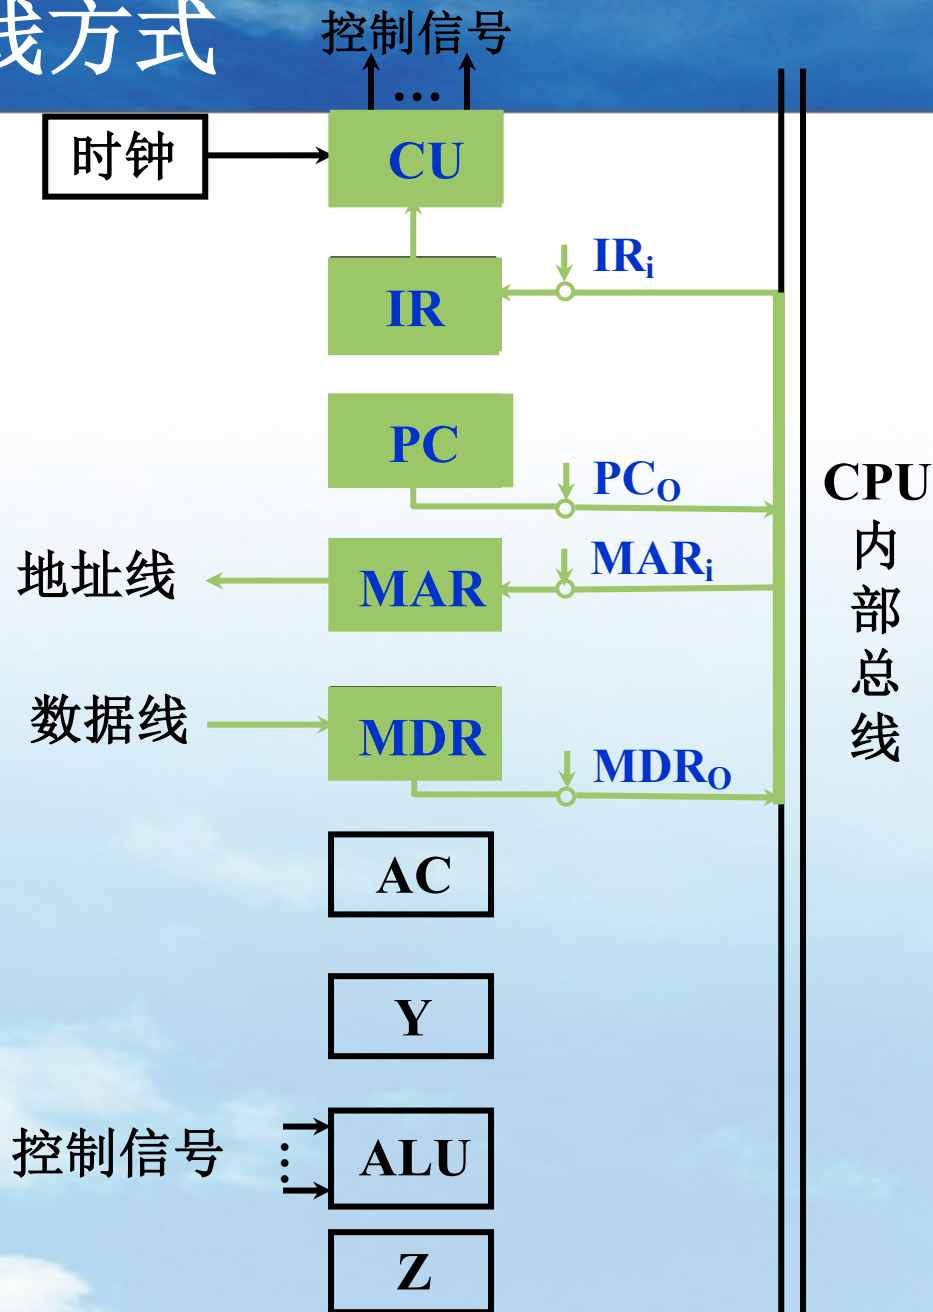 线方式
控制信号
…
时钟
CU
IR
IRi
PC
PCO
CPU
内
部
总
线
地址线
MAR
MARi
数据线
MDR
MDRO
AC
Y
控制信号
ALU
Z